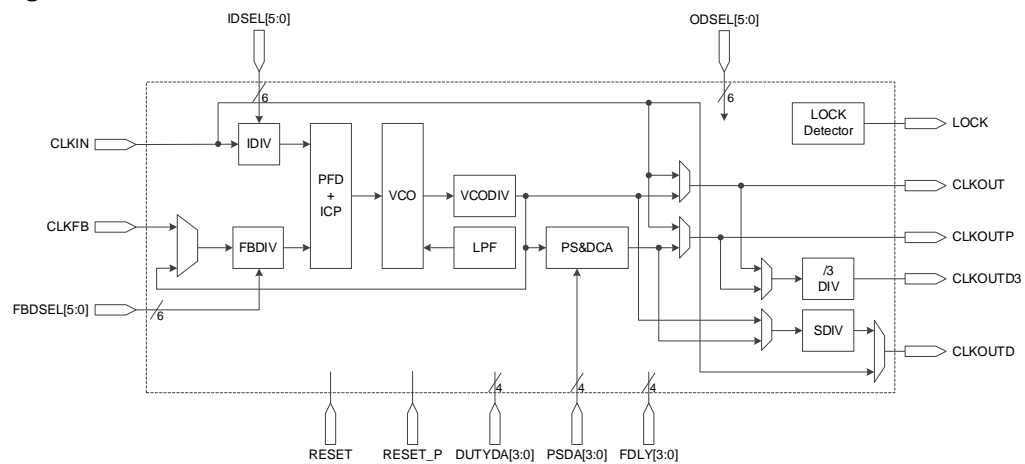 IDSEL[5:0]
ODSEL[5:0]
6
6
LOCK
Detector
LOCK
CLKIN
IDIV
PFD
+
ICP
VCO
VCODIV
CLKOUT
CLKFB
FBDIV
LPF
PS&DCA
CLKOUTP
/3
DIV
CLKOUTD3
FBDSEL[5:0]
6
SDIV
CLKOUTD
4
4
4
RESET
RESET_P
DUTYDA[3:0]
PSDA[3:0]
FDLY[3:0]